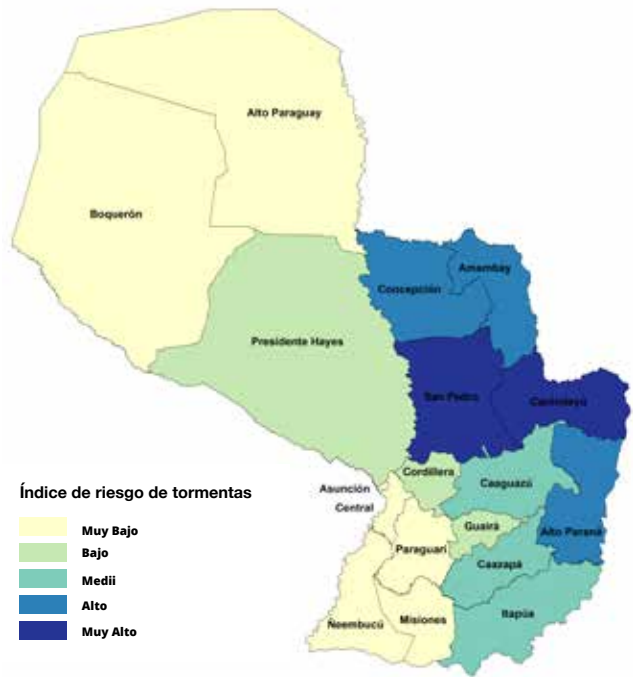 Alto Paraguay
Boquerón
Amambay
Concepción
Presidente Hayes
San Pedro
Canindeyú
Cordillera
Caaguazú
Asunción
Central
Guairá
Alto Paraná
Paraguarí
Caazapá
Itapúa
Ñeembucú
Misiones
Índice de riesgo de tormentas
Muy Bajo
Bajo
Medii
Alto
Muy Alto